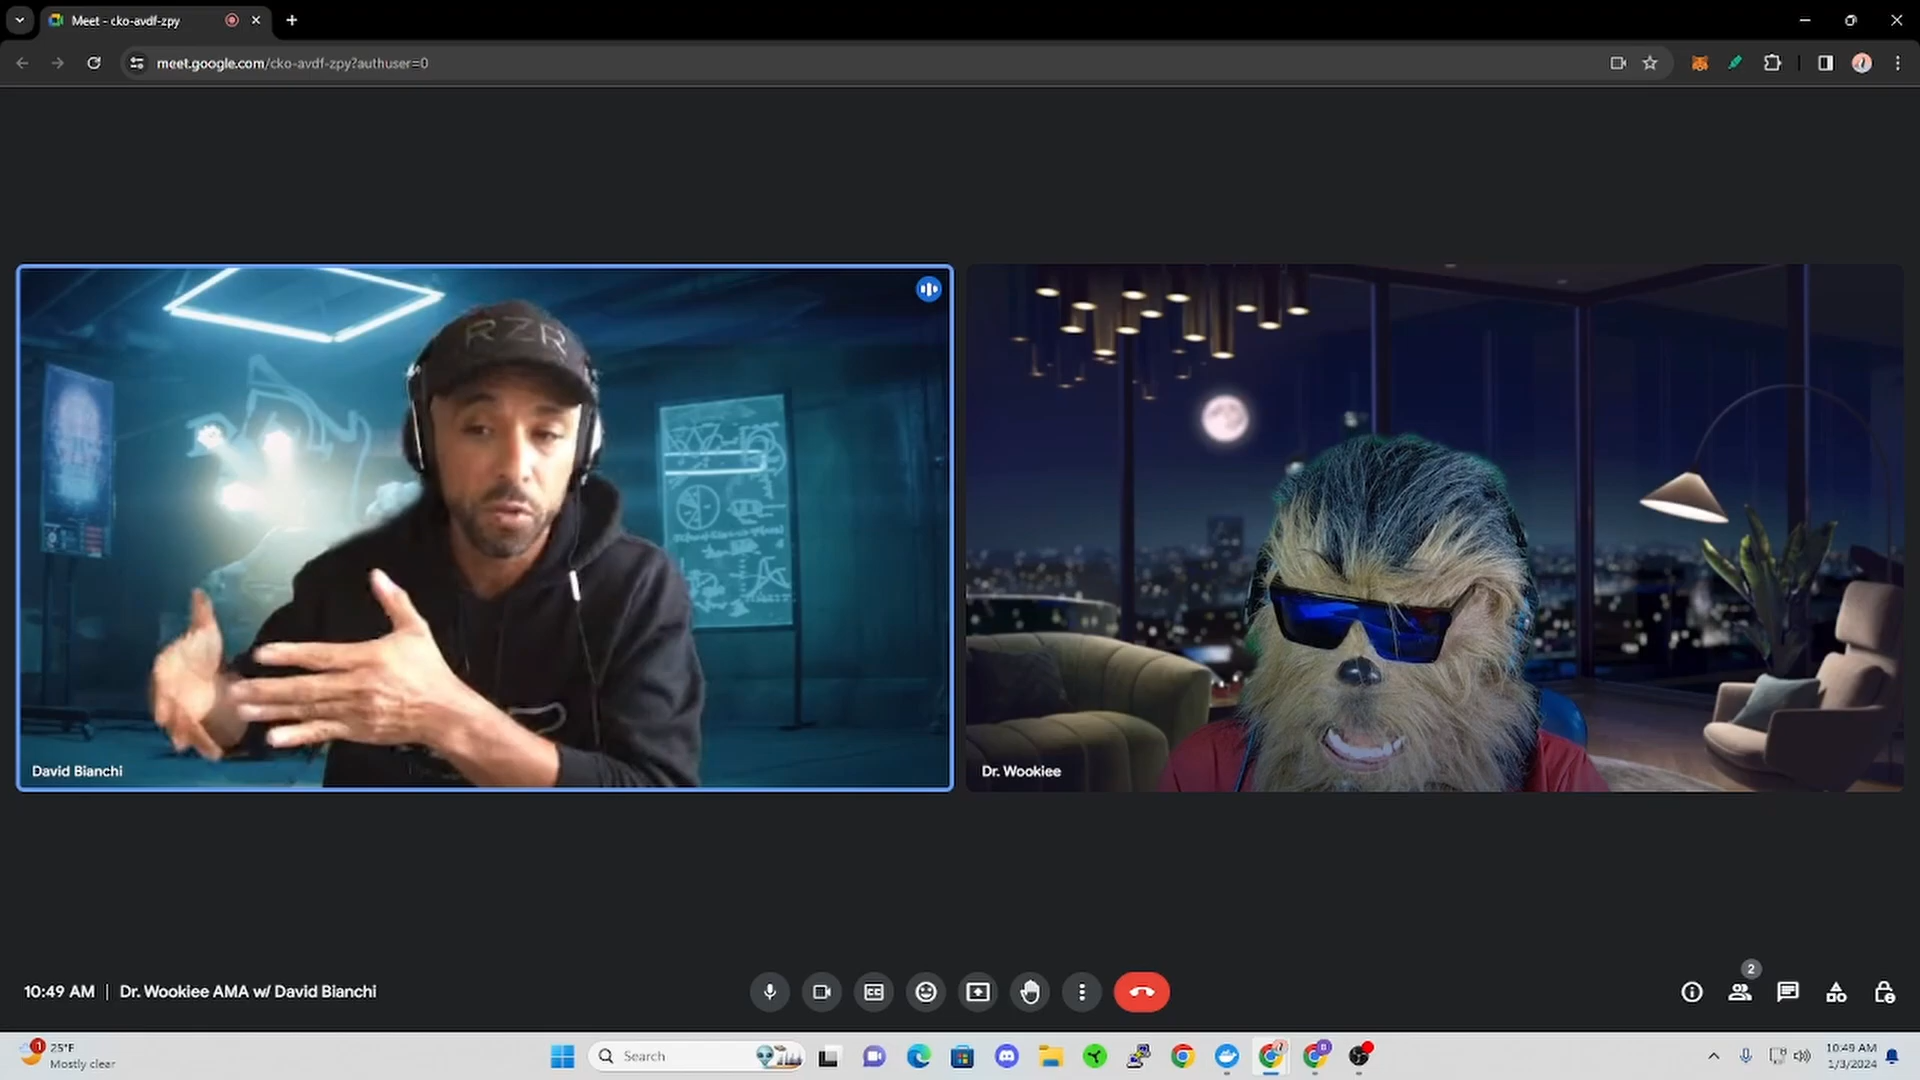 Meet - cko-avdf-zpy
meet.google.com/cko-avdf-zpy?authuser=0
RZR
David Bianchi
Dr. Wookiee
2
10:49 AM | Dr. Wookiee AMA w/ David Bianchi
1
25°F
Mostly clear
Search
10:49 AM
1/3/2024